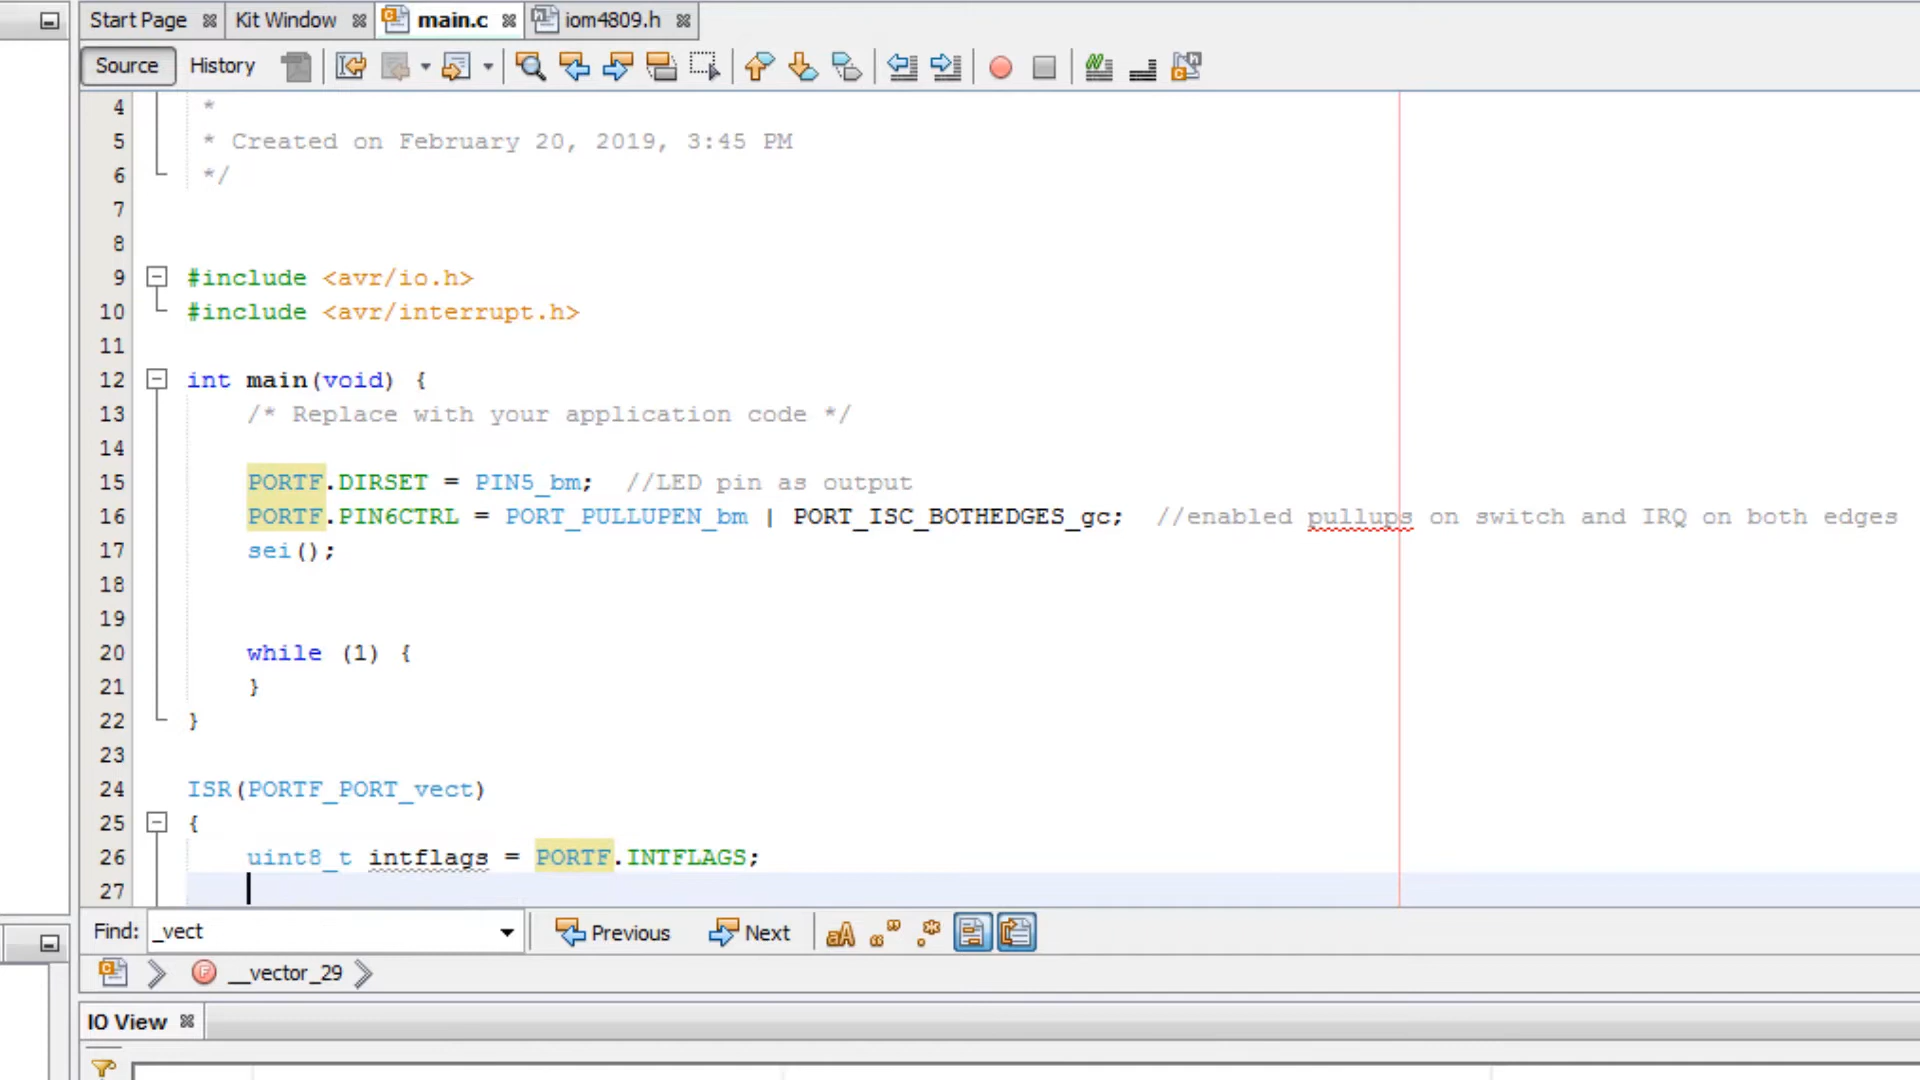 Start Page Kit Window main.c iom4809.h
Source History
4 *
5 * Created on February 20, 2019, 3:45 PM
6 */
7
8
9 #include <avr/io.h>
10 #include <avr/interrupt.h>
11
12 int main(void) {
13 /* Replace with your application code */
14
15 PORTF.DIRSET = PIN5_bm; //LED pin as output
16 PORTF.PIN6CTRL = PORT_PULLUPEN_bm | PORT_ISC_BOTHEDGES_gc; //enabled pullups on switch and IRQ on both edges
17 sei();
18
19
20 while (1) {
21 }
22 }
23
24 ISR(PORTF_PORT_vect)
25 {
26 uint8_t intflags = PORTF.INTFLAGS;
27
Find: _vect Previous Next
__vector_29
IO View